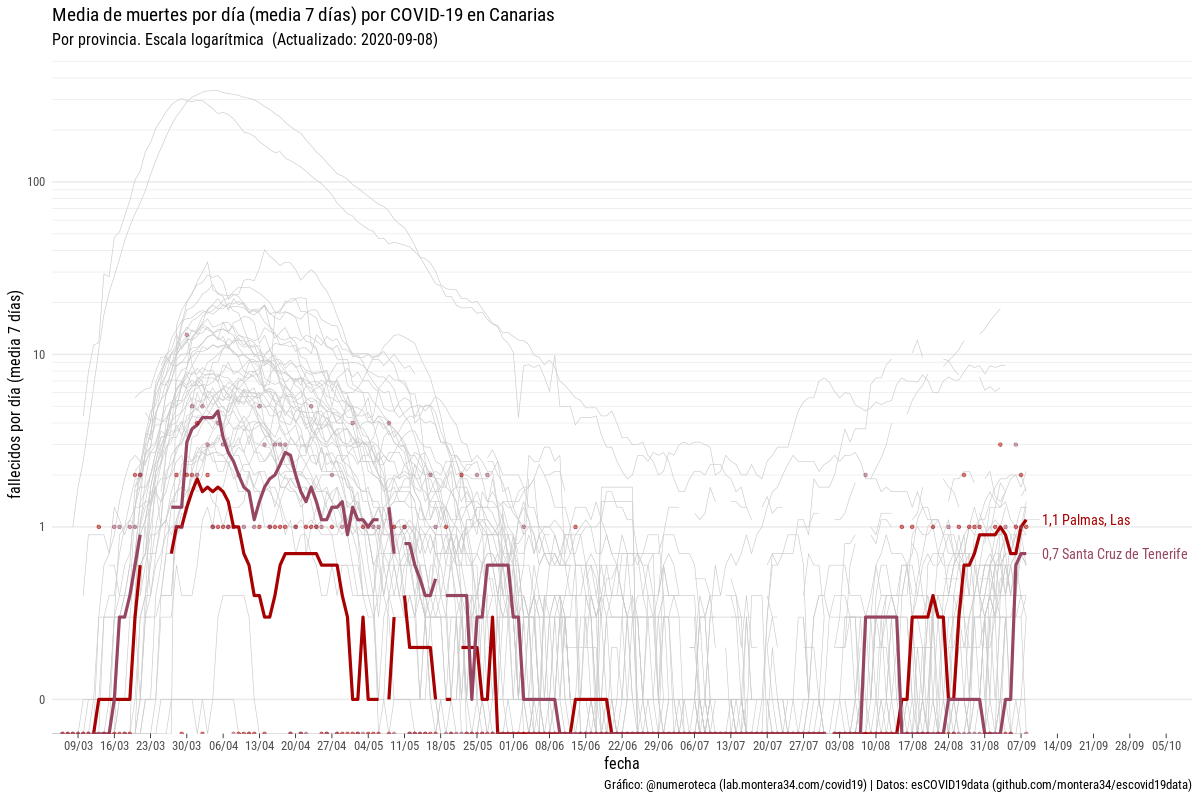 Media de muertes por día (media 7 días) por COVID-19 en Canarias
Por provincia. Escala logarítmica (Actualizado: 2020-09-08)
fallecidos por día (media 7 días)
100
10
1
0
1,1 Palmas, Las
0,7 Santa Cruz de Tenerife
09/03 16/03 23/03 30/03 06/04 13/04 20/04 27/04 04/05 11/05 18/05 25/05 01/06 08/06 15/06 22/06 29/06 06/07 13/07 20/07 27/07 03/08 10/08 17/08 24/08 31/08 07/09 14/09 21/09 28/09 05/10
fecha
Gráfico: @numeroteca (lab.montera34.com/covid19) | Datos: esCOVID19data (github.com/montera34/escovid19data)